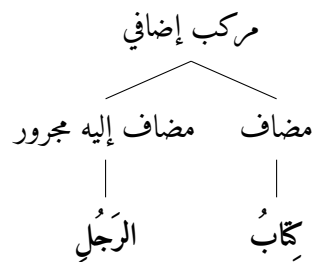 مركب إضافي
مضاف مضاف إليه مجرور
كِتَابُ الرَجُلِ